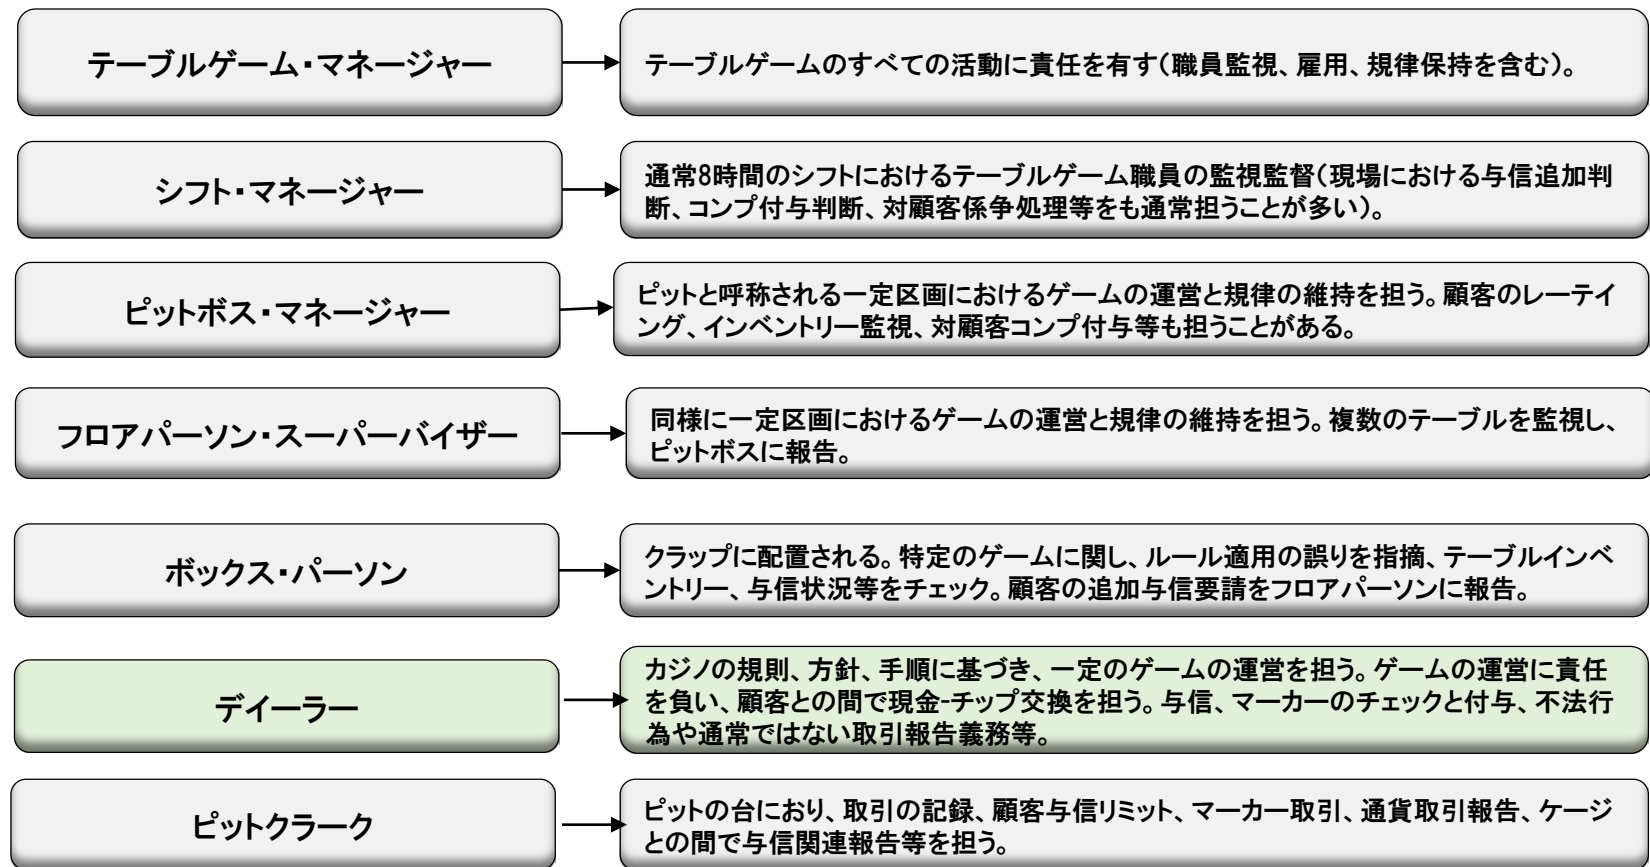 テーブルゲーム・マネージャー
テーブルゲームのすべての活動に責任を有す（職員監視、雇用、規律保持を含む）。
シフト・マネージャー
通常8時間のシフトにおけるテーブルゲーム職員の監視監督（現場における与信追加判
断、コンプ付与判断、対顧客係争処理等をも通常担うことが多い）。
ピットボス・マネージャー
ピットと呼称される一定区画におけるゲームの運営と規律の維持を担う。顧客のレーテイ
ング、インベントリー監視、対顧客コンプ付与等も担うことがある。
フロアパーソン・スーパーバイザー
同様に一定区画におけるゲームの運営と規律の維持を担う。複数のテーブルを監視し、
ピットボスに報告。
ボックス・パーソン
クラップに配置される。特定のゲームに関し、ルール適用の誤りを指摘、テーブルインベ
ントリー、与信状況等をチェック。顧客の追加与信要請をフロアパーソンに報告。
デイーラー
カジノの規則、方針、手順に基づき、一定のゲームの運営を担う。ゲームの運営に責任
を負い、顧客との間で現金-チップ交換を担う。与信、マーカーのチェックと付与、不法行
為や通常ではない取引報告義務等。
ピットクラーク
ピットの台におり、取引の記録、顧客与信リミット、マーカー取引、通貨取引報告、ケージ
との間で与信関連報告等を担う。